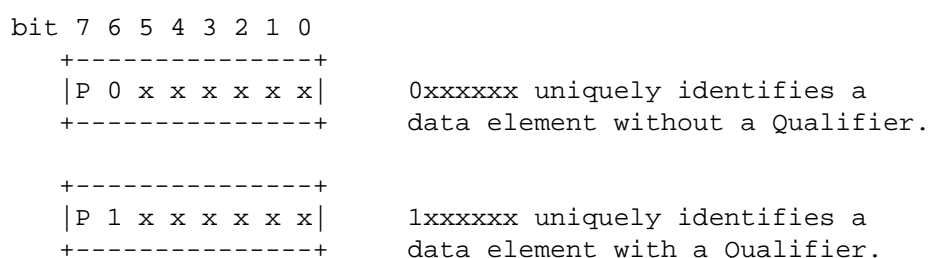 bit 7 6 5 4 3 2 1 0
+---------------+
|P 0 x x x x x x| 0xxxxxx uniquely identifies a
+---------------+ data element without a Qualifier.
+---------------+
|P 1 x x x x x x| 1xxxxxx uniquely identifies a
+---------------+ data element with a Qualifier.